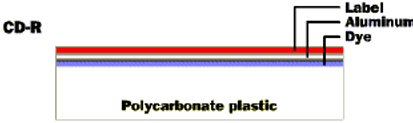 Label
Aluminum
CD-R
Dye
Polycarbonate plastic